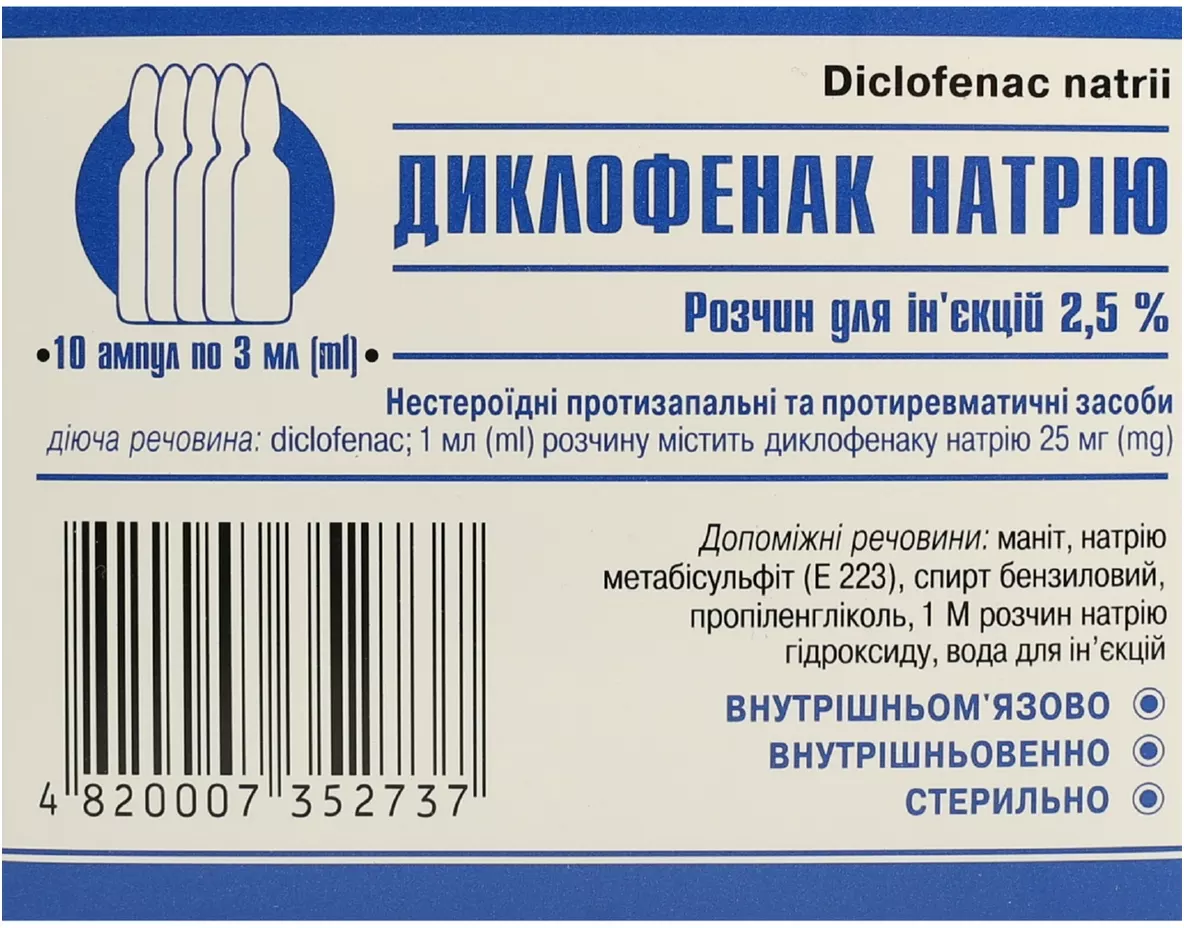 Diclofenac natrii
ДИКЛОФЕНАК НАТРІЮ
Розчин для ін'єкцій 2,5 %
•10 ампул по 3 мл (ml)•
Нестероїдні протизапальні та протиревматичні засоби
діюча речовина: diclofenac; 1 мл (ml) розчину містить диклофенаку натрію 25 мг (mg)
Допоміжні речовини: маніт, натрію
метабісульфіт (Е 223), спирт бензиловий,
пропіленгліколь, 1 М розчин натрію
гідроксиду, вода для ін’єкцій
ВНУТРІШНЬОМ'ЯЗОВО
ВНУТРІШНЬОВЕННО
СТЕРИЛЬНО
4 820007 352737